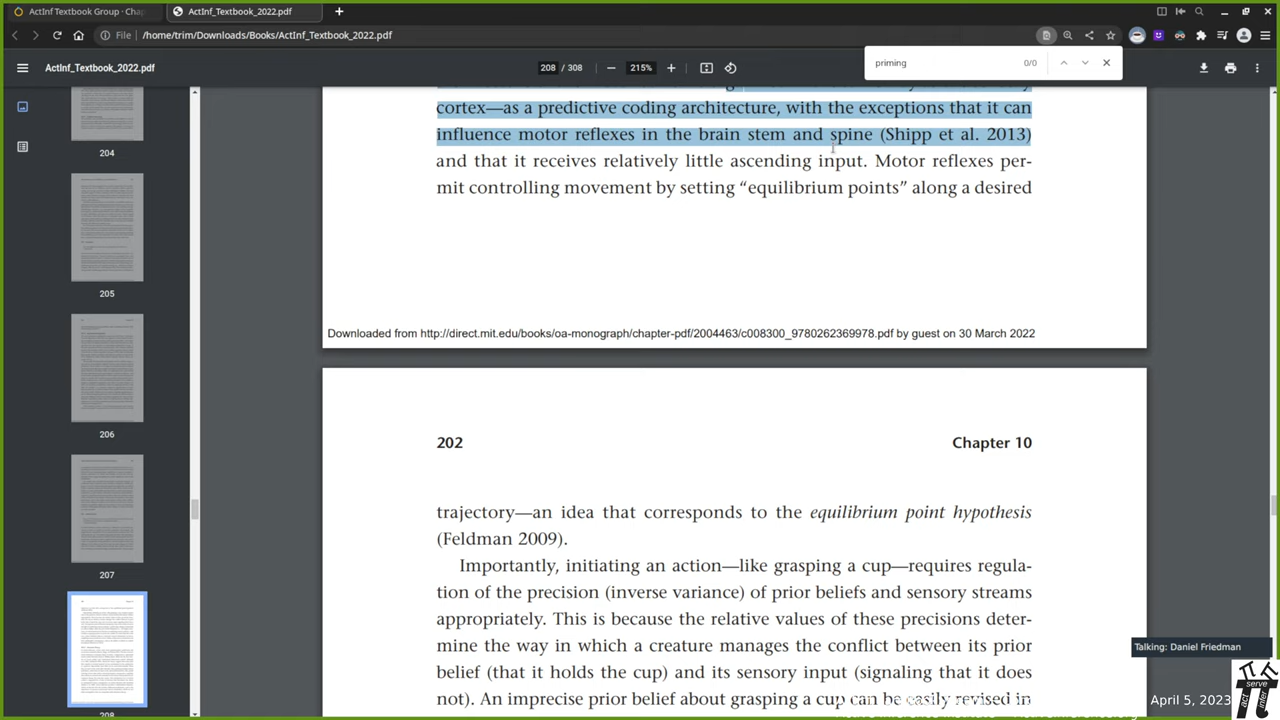 ActInf Textbook Group · Chap
ActInf_Textbook_2022.pdf
File
/home/trim/Downloads/Books/ActInf_Textbook_2022.pdf
ActInf_Textbook_2022.pdf
208 / 308
215%
priming
0/0
204
205
206
207
208
cortex—as a predictive coding architecture, with the exceptions that it can
influence motor reflexes in the brain stem and spine (Shipp et al. 2013)
and that it receives relatively little ascending input. Motor reflexes per-
mit controlling movement by setting “equilibrium points” along a desired
Downloaded from http://direct.mit.edu/books/oa-monograph/chapter-pdf/2004463/c008300_9780262369978.pdf by guest on 30 March 2022
202
Chapter 10
trajectory—an idea that corresponds to the equilibrium point hypothesis
(Feldman 2009).
Importantly, initiating an action—like grasping a cup—requires regula-
tion of the precision (inverse variance) of prior beliefs and sensory streams
appropriately. This is because the relative values of these precisions deter-
mine the way in which a creature manages the conflict between its prior
belief (that it holds the cup) and its sensory input (signaling that it does
not). An imprecise prior belief about grasping a cup can be easily revised in
Talking: Daniel Friedman
April 5, 2023
act
serve
infer